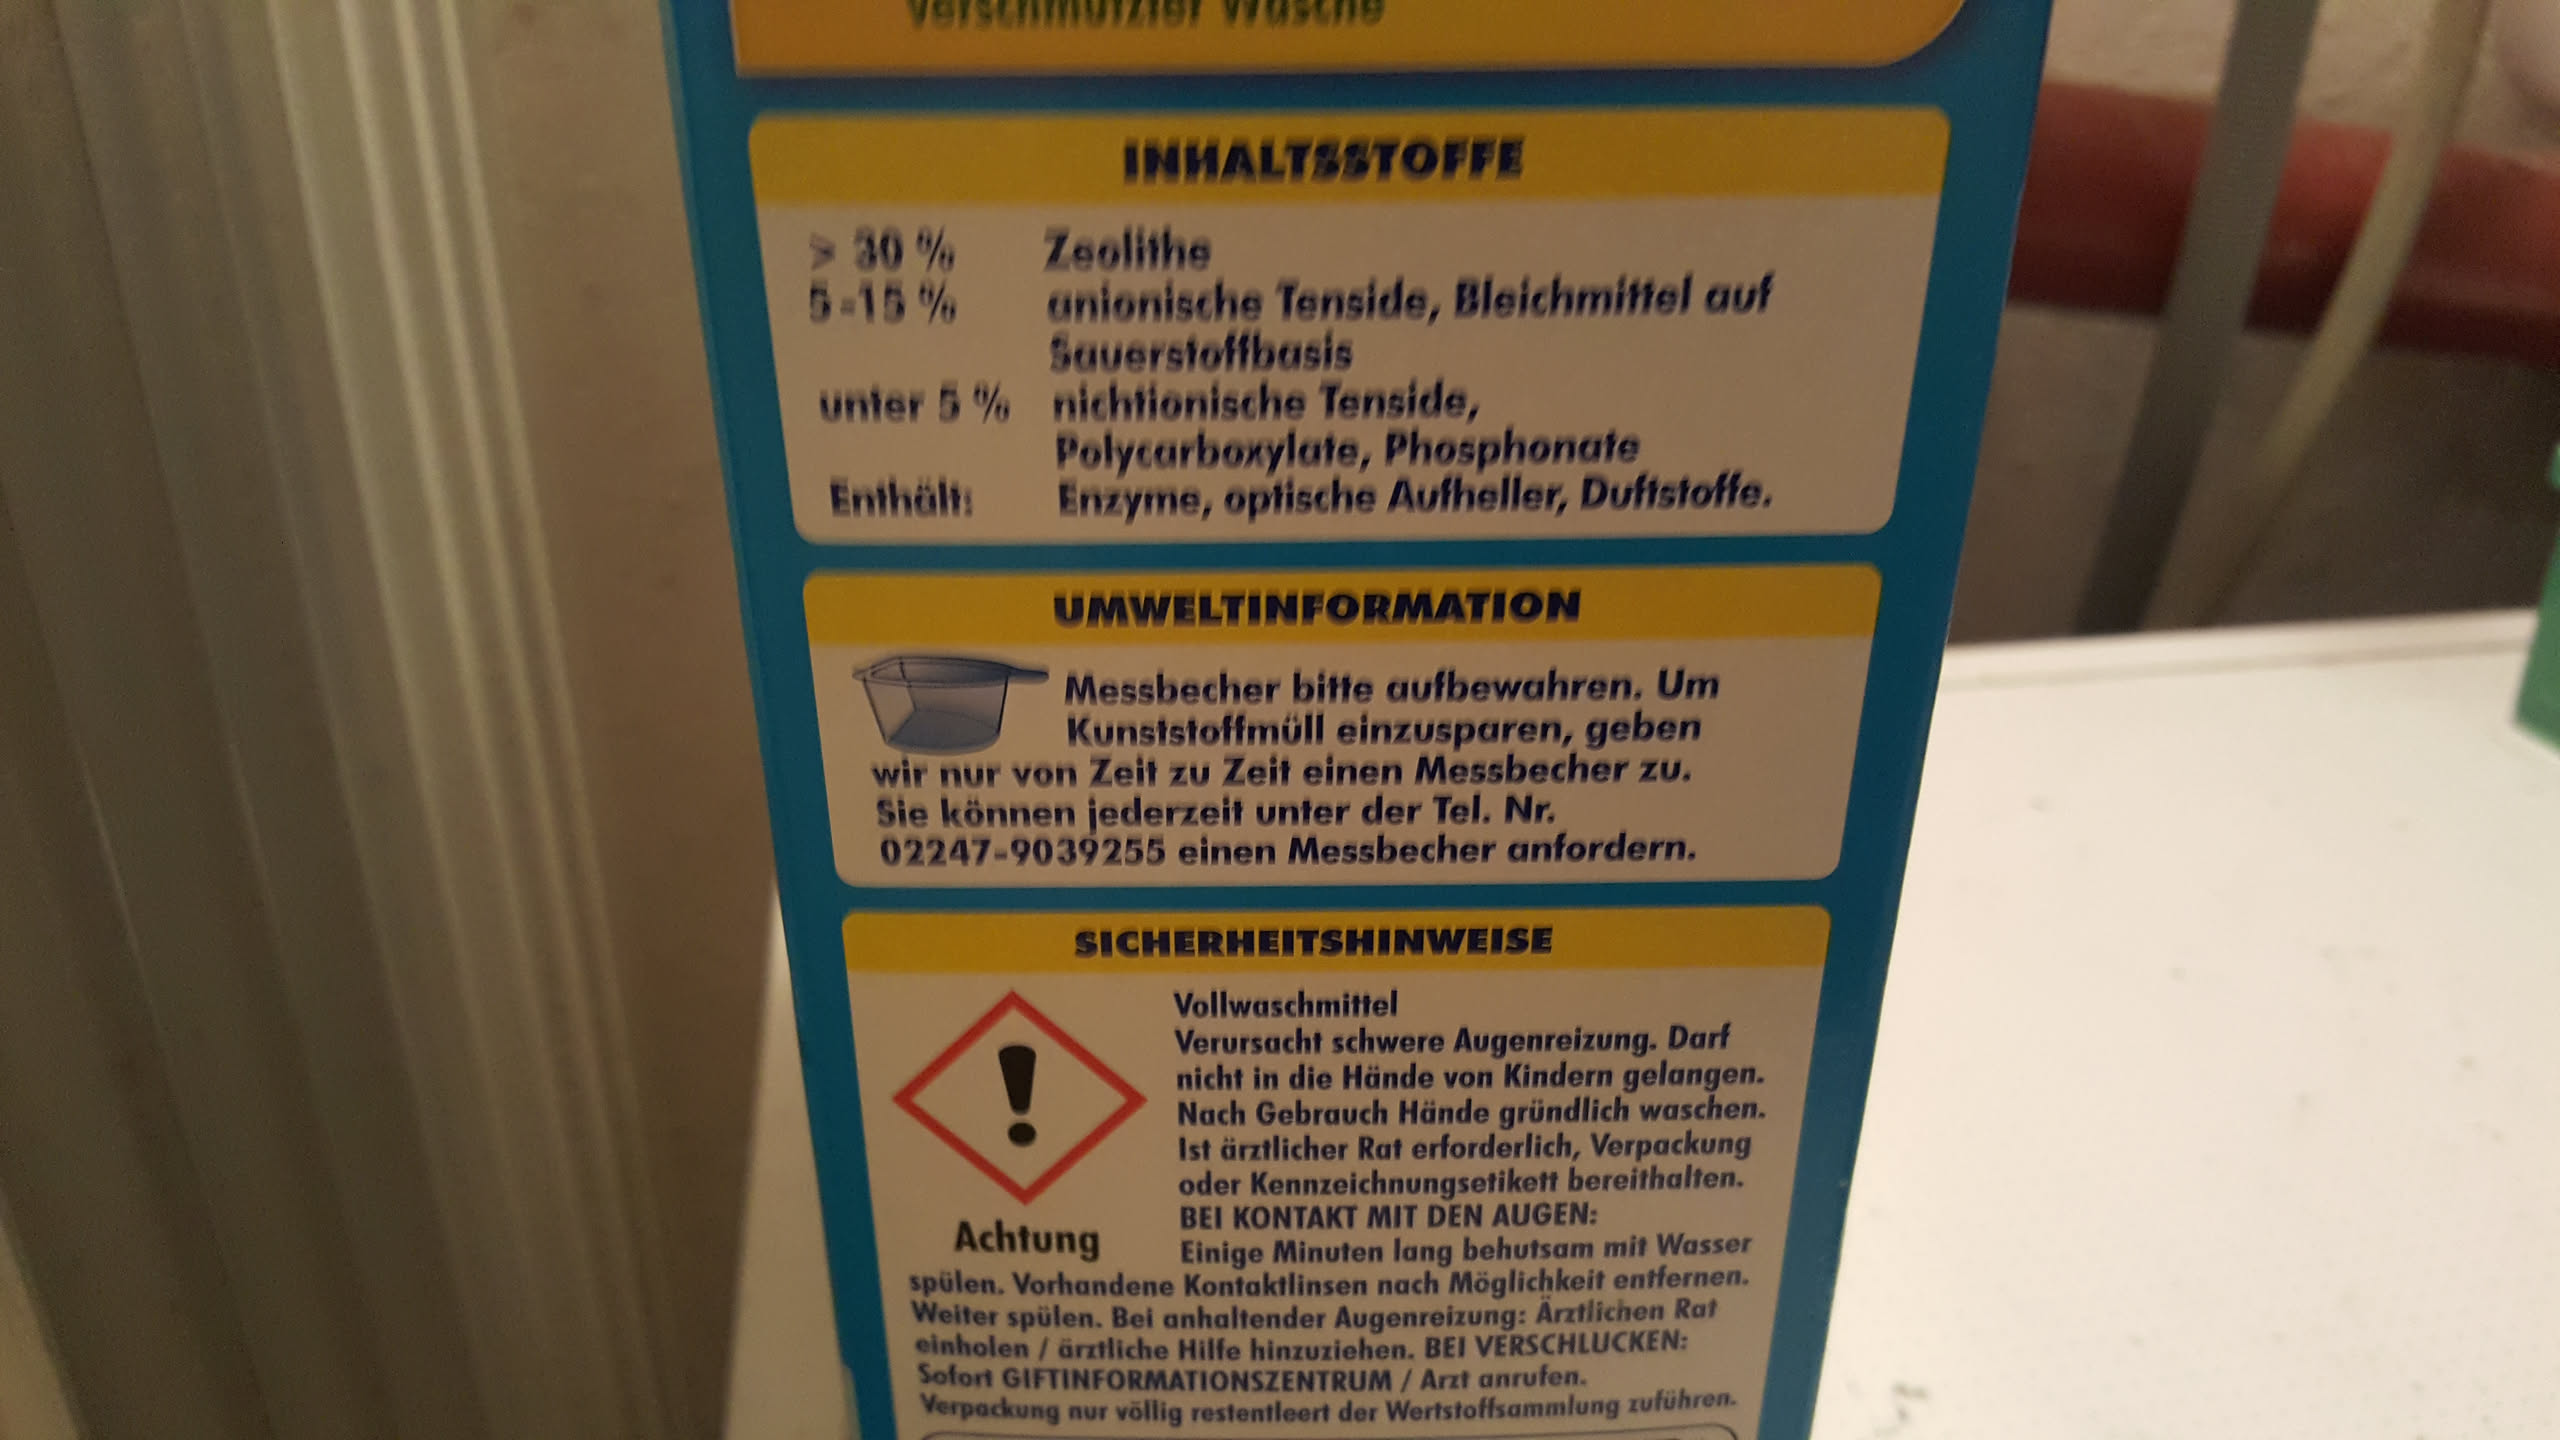 verschmutzter Wäsche
INHALTSSTOFFE
> 30 % Zeolithe
5-15 % anionische Tenside, Bleichmittel auf
Sauerstoffbasis
unter 5 % nichtionische Tenside,
Polycarboxylate, Phosphonate
Enthält: Enzyme, optische Aufheller, Duftstoffe.
UMWELTINFORMATION
Messbecher bitte aufbewahren. Um
Kunststoffmüll einzusparen, geben
wir nur von Zeit zu Zeit einen Messbecher zu.
Sie können jederzeit unter der Tel. Nr.
02247-9039255 einen Messbecher anfordern.
SICHERHEITSHINWEISE
Vollwaschmittel
Verursacht schwere Augenreizung. Darf
nicht in die Hände von Kindern gelangen.
Nach Gebrauch Hände gründlich waschen.
Ist ärztlicher Rat erforderlich, Verpackung
oder Kennzeichnungsetikett bereithalten.
BEI KONTAKT MIT DEN AUGEN:
Achtung
Einige Minuten lang behutsam mit Wasser
spülen. Vorhandene Kontaktlinsen nach Möglichkeit entfernen.
Weiter spülen. Bei anhaltender Augenreizung: Ärztlichen Rat
einholen / ärztliche Hilfe hinzuziehen. BEI VERSCHLUCKEN:
Sofort GIFTINFORMATIONSZENTRUM / Arzt anrufen.
Verpackung nur völlig restentleert der Wertstoffsammlung zuführen.